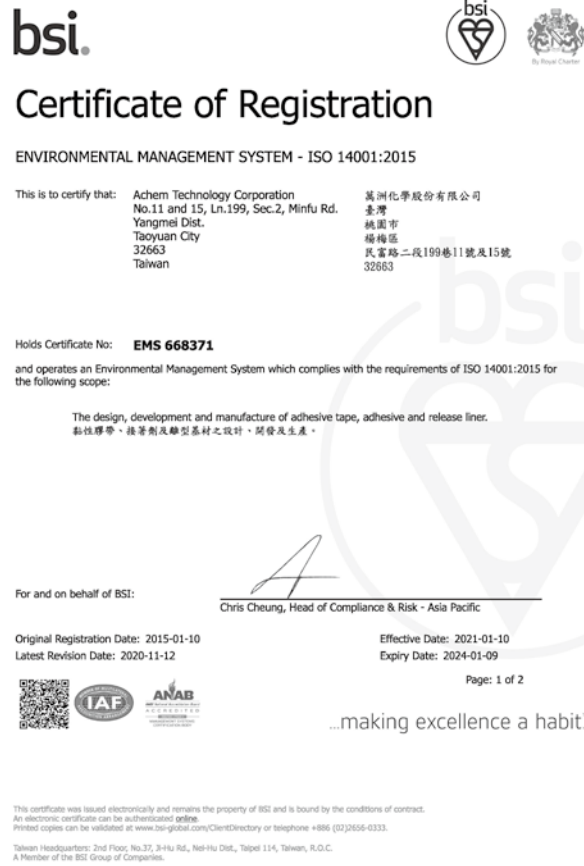 bsi.
bsi
By Royal Charter
Certificate of Registration
ENVIRONMENTAL MANAGEMENT SYSTEM - ISO 14001:2015
This is to certify that:
Achem Technology Corporation
No.11 and 15, Ln.199, Sec.2, Minfu Rd.
Yangmei Dist.
Taoyuan City
32663
Taiwan
萬洲化學股份有限公司
臺灣
桃園市
楊梅區
民富路二段199巷11號及15號
32663
bsi
Holds Certificate No: EMS 668371
and operates an Environmental Management System which complies with the requirements of ISO 14001:2015 for
the following scope:
The design, development and manufacture of adhesive tape, adhesive and release liner.
黏性膠帶、接著劑及離型基材之設計、開發及生產。
For and on behalf of BSI:
Chris Cheung, Head of Compliance & Risk - Asia Pacific
Original Registration Date: 2015-01-10
Latest Revision Date: 2020-11-12
Effective Date: 2021-01-10
Expiry Date: 2024-01-09
Page: 1 of 2
IAF
ANAB
ACCREDITED
...making excellence a habit.
This certificate was issued electronically and remains the property of BSI and is bound by the conditions of contract.
An electronic certificate can be authenticated online.
Printed copies can be validated at www.bsi-global.com/ClientDirectory or telephone +886 (02)2656-0333.
Taiwan Headquarters: 2nd Floor, No.37, Ji-Hu Rd., Nei-Hu Dist., Taipei 114, Taiwan, R.O.C.
A Member of the BSI Group of Companies.